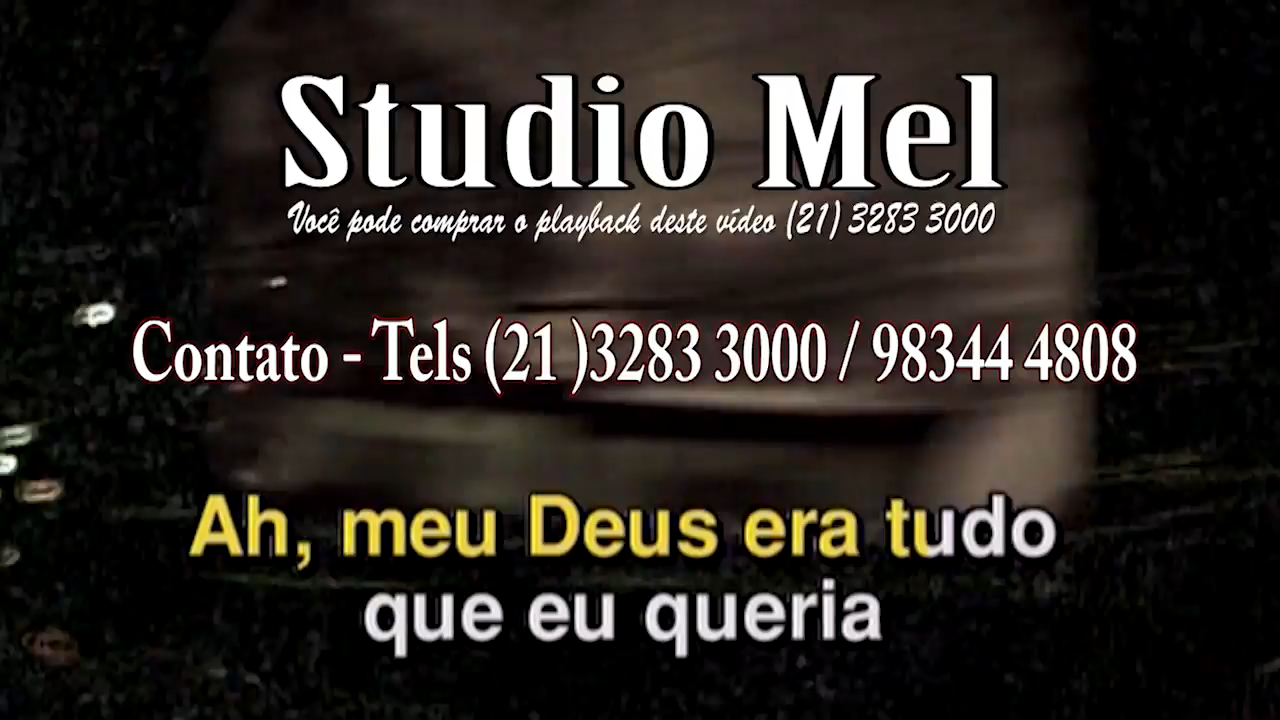 Studio Mel
Você pode comprar o playback deste vídeo (21) 3283 3000
Contato - Tels (21 )3283 3000 / 98344 4808
Ah, meu Deus era tudo
que eu queria